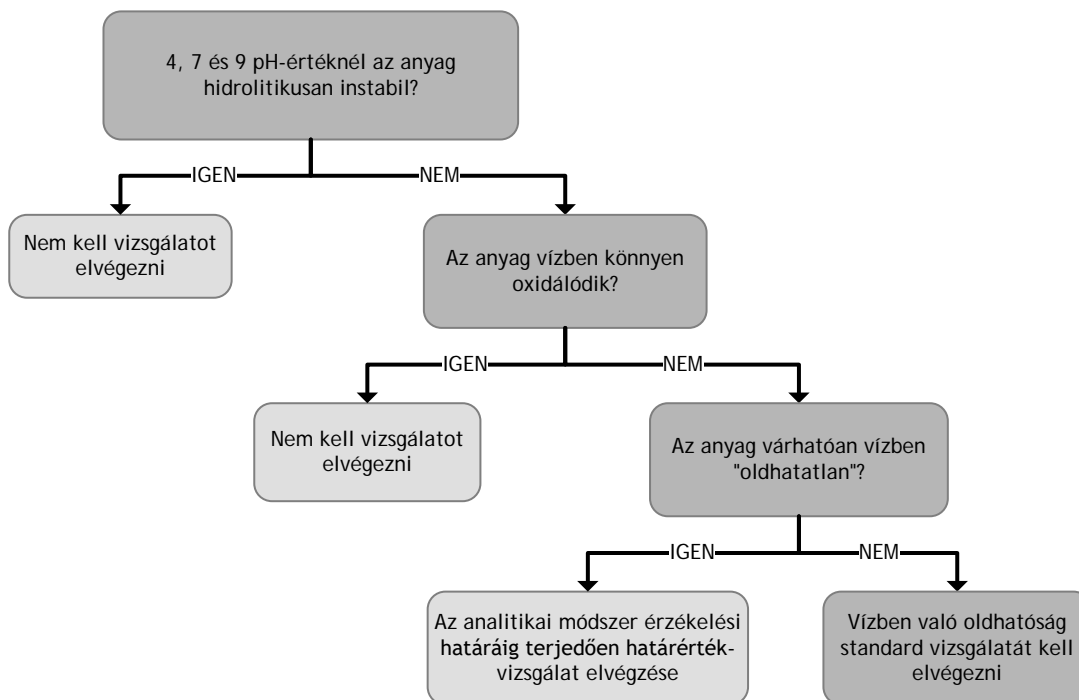 4, 7 és 9 pH-értéknél az anyag
hidrolitikusan instabil?
IGEN
NEM
Nem kell vizsgálatot
elvégezni
Az anyag vízben könnyen
oxidálódik?
IGEN
NEM
Nem kell vizsgálatot
elvégezni
Az anyag várhatóan vízben
"oldhatatlan"?
IGEN
NEM
Az analitikai módszer érzékelési
határáig terjedően határérték-
vizsgálat elvégzése
Vízben való oldhatóság
standard vizsgálatát kell
elvégezni